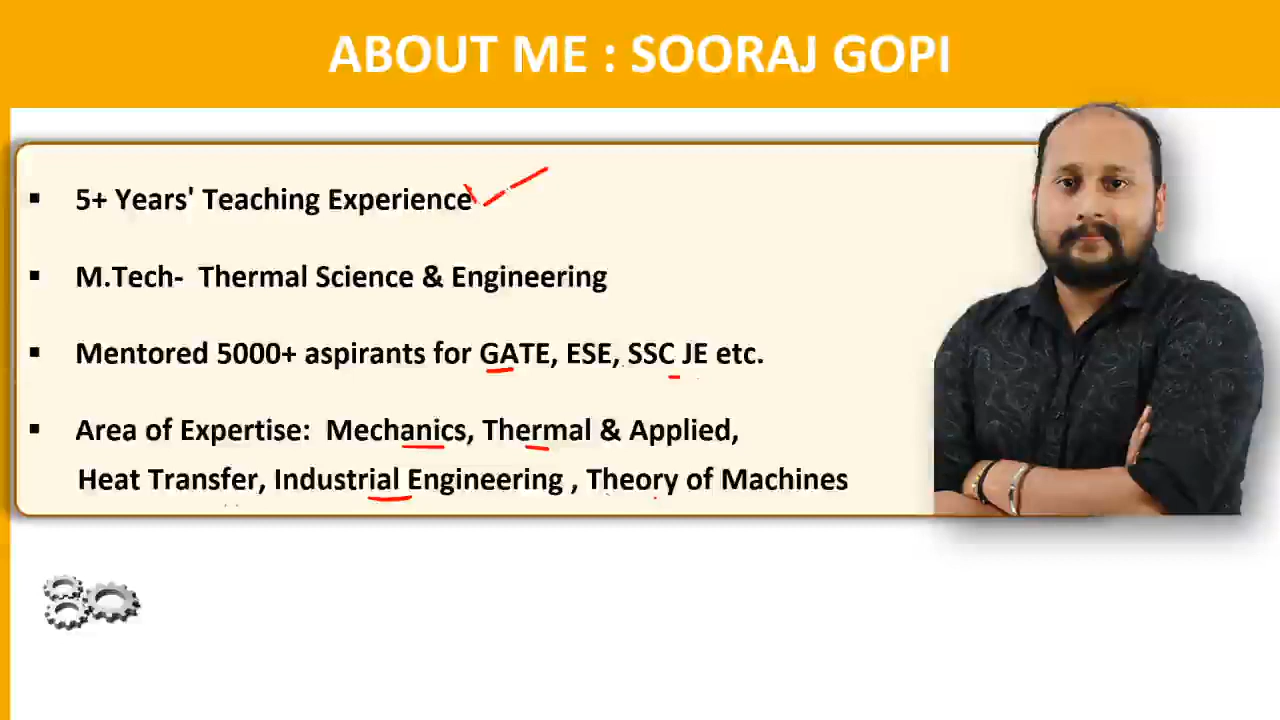 ABOUT ME : SOORAJ GOPI
▪ 5+ Years' Teaching Experience
▪ M.Tech- Thermal Science & Engineering
▪ Mentored 5000+ aspirants for GATE, ESE, SSC JE etc.
▪ Area of Expertise: Mechanics, Thermal & Applied,
Heat Transfer, Industrial Engineering , Theory of Machines